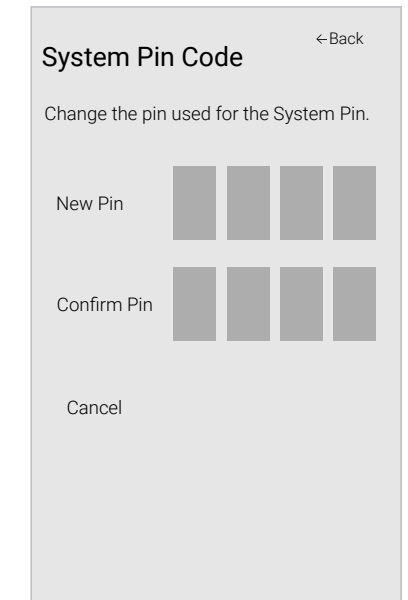 ←Back
System Pin Code
Change the pin used for the System Pin.
New Pin
Confirm Pin
Cancel